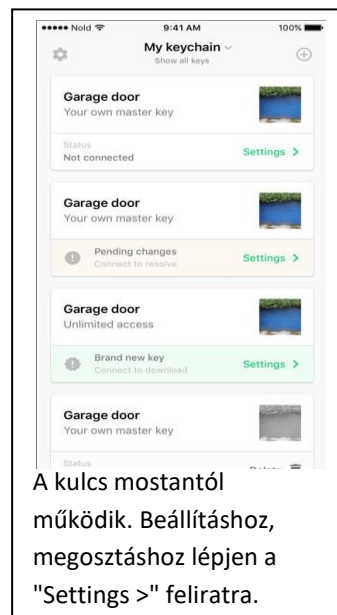 Nold 9:41 AM 100%
My keychain
Show all keys
Garage door
Your own master key
Status
Not connected
Settings >
Garage door
Your own master key
Pending changes
Connect to resolve
Settings >
Garage door
Unlimited access
Brand new key
Connect to download
Settings >
Garage door
Your own master key
Status
Delete
A kulcs mostantól
működik. Beállításhoz,
megosztáshoz lépjen a
"Settings >" feliratra.